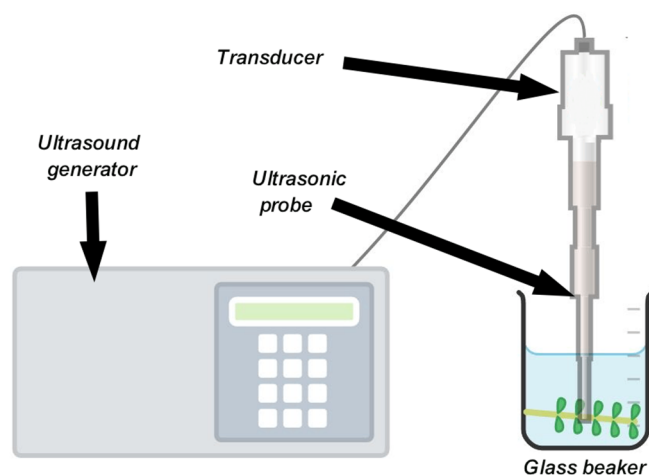 Transducer
Ultrasound
generator
Ultrasonic
probe
Glass beaker